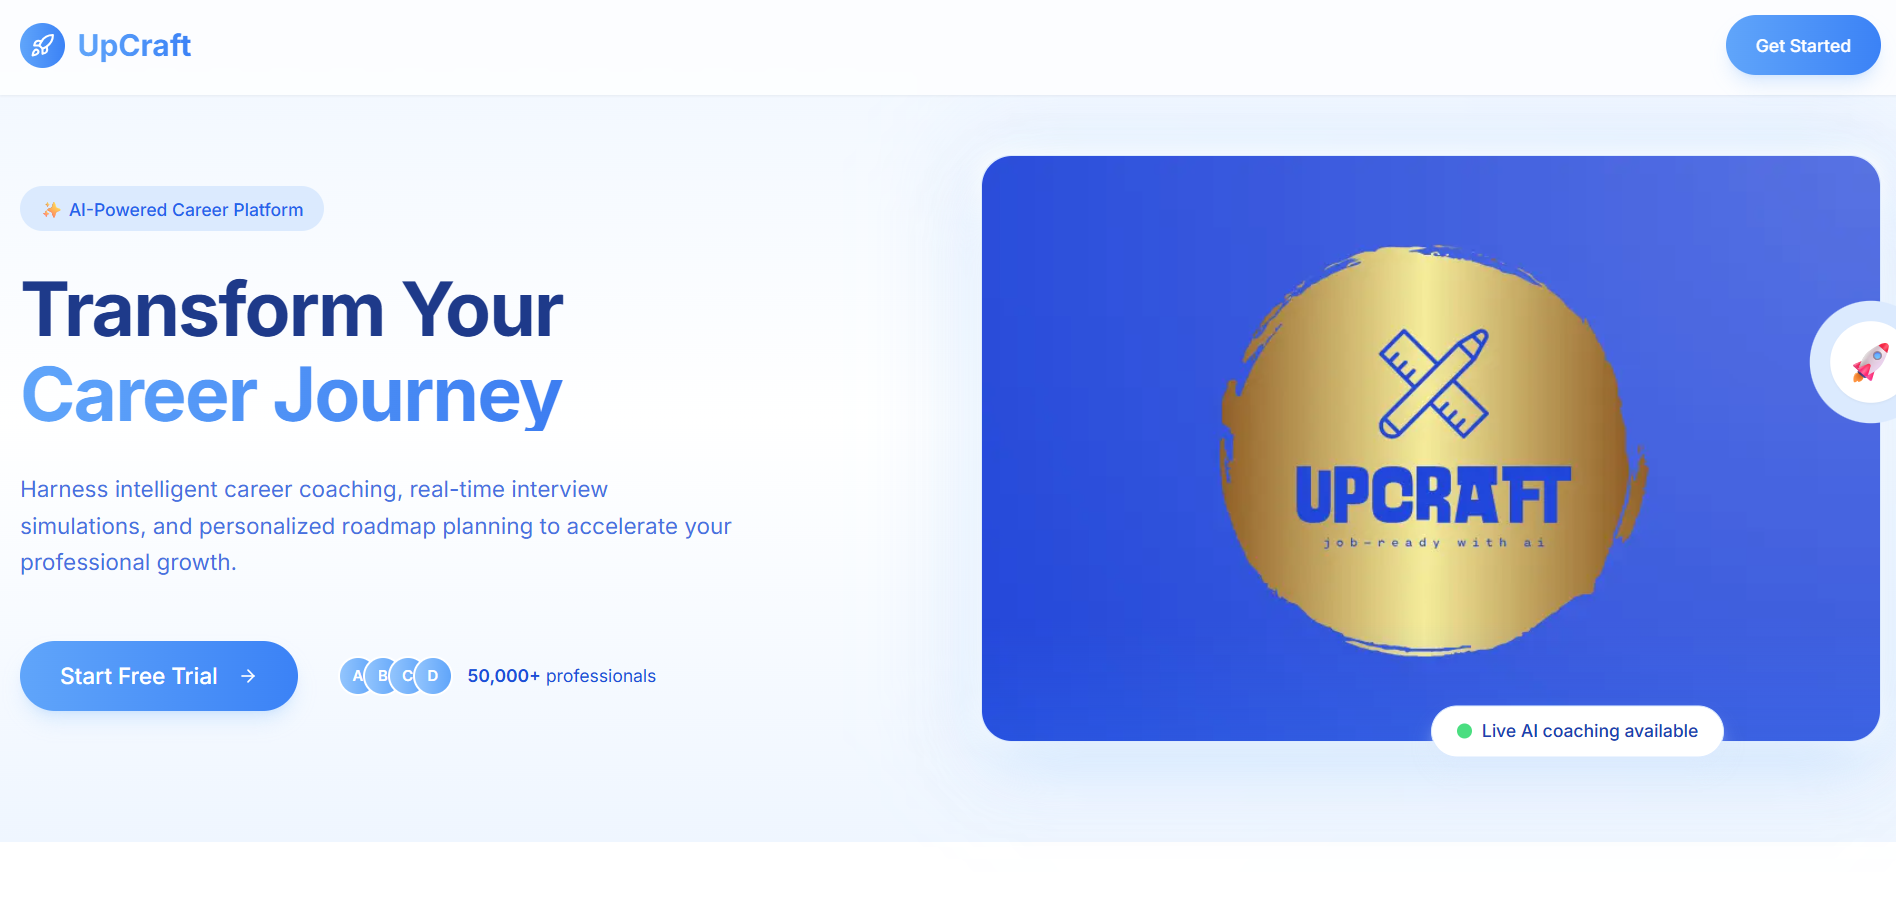 UpCraft
Get Started
✨ AI-Powered Career Platform
Transform Your
Career Journey
Harness intelligent career coaching, real-time interview
simulations, and personalized roadmap planning to accelerate your
professional growth.
Start Free Trial →
A B C D
50,000+ professionals
UPCRAFT
job-ready with ai
Live AI coaching available